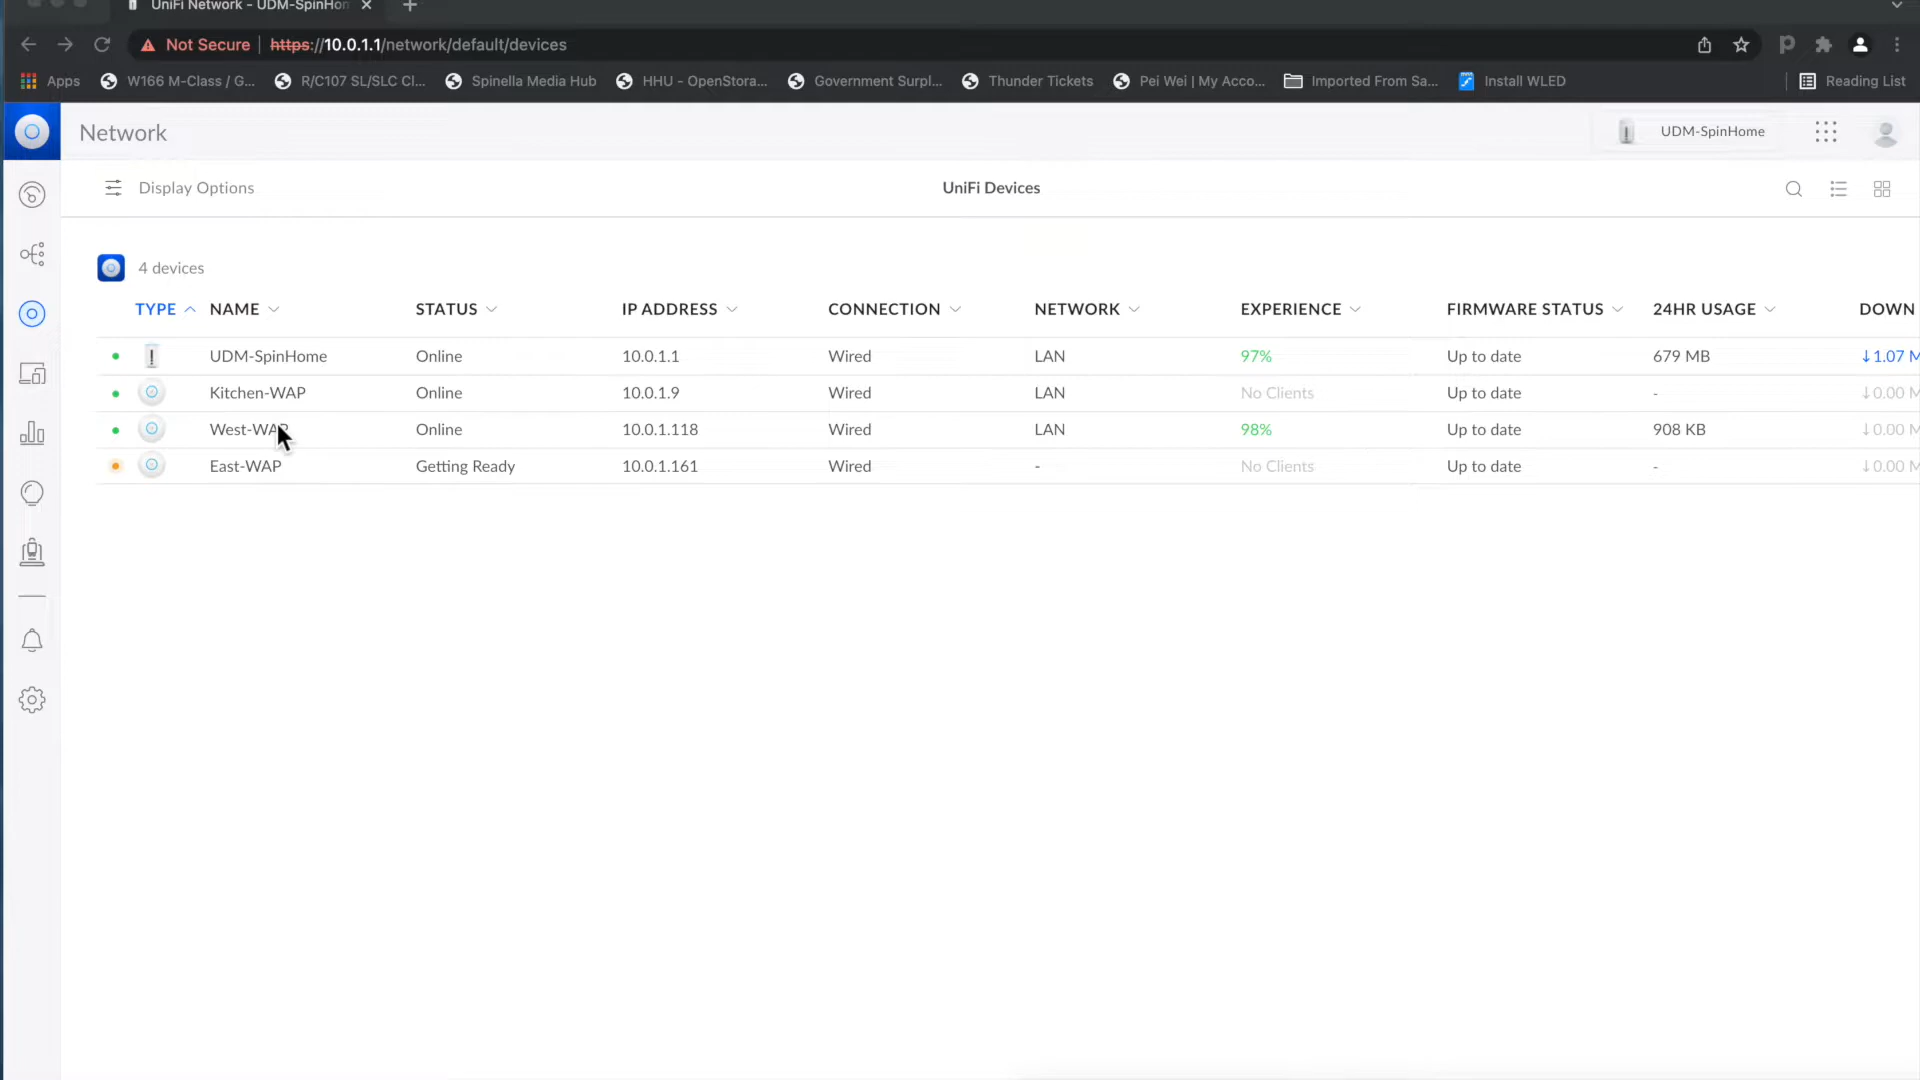 UniFi Network - UDM-SpinHon
Not Secure https://10.0.1.1/network/default/devices
Apps W166 M-Class / G... R/C107 SL/SLC Cl... Spinella Media Hub HHU - OpenStora... Government Surpl... Thunder Tickets Pei Wei | My Acco... Imported From Sa... Install WLED Reading List
Network UDM-SpinHome
Display Options UniFi Devices
4 devices
TYPE NAME STATUS IP ADDRESS CONNECTION NETWORK EXPERIENCE FIRMWARE STATUS 24HR USAGE DOWN
UDM-SpinHome Online 10.0.1.1 Wired LAN 97% Up to date 679 MB ↓1.07 M
Kitchen-WAP Online 10.0.1.9 Wired LAN No Clients Up to date - ↓0.00 M
West-WAP Online 10.0.1.118 Wired LAN 98% Up to date 908 KB ↓0.00 M
East-WAP Getting Ready 10.0.1.161 Wired - No Clients Up to date - ↓0.00 M